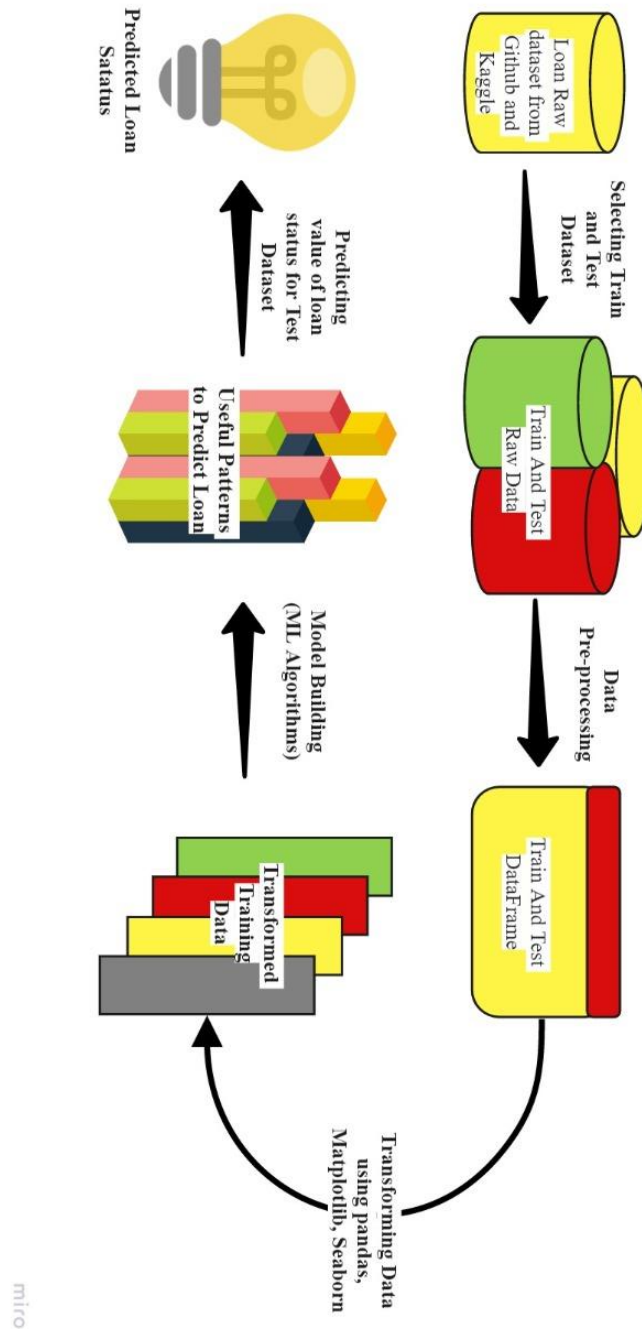 Loan Raw
dataset from
Github and
Kaggle
Selecting Train
and Test
Dataset
Train And Test
Raw Data
Data
Pre-processing
Train And Test
DataFrame
Transforming Data
using pandas,
Matplotlib, Seaborn
Transformed
Training
Data
Model Building
(ML Algorithms)
Useful Patterns
to Predict Loan
Predicting
value of loan
status for Test
Dataset
Predicted Loan
Satatus
miro